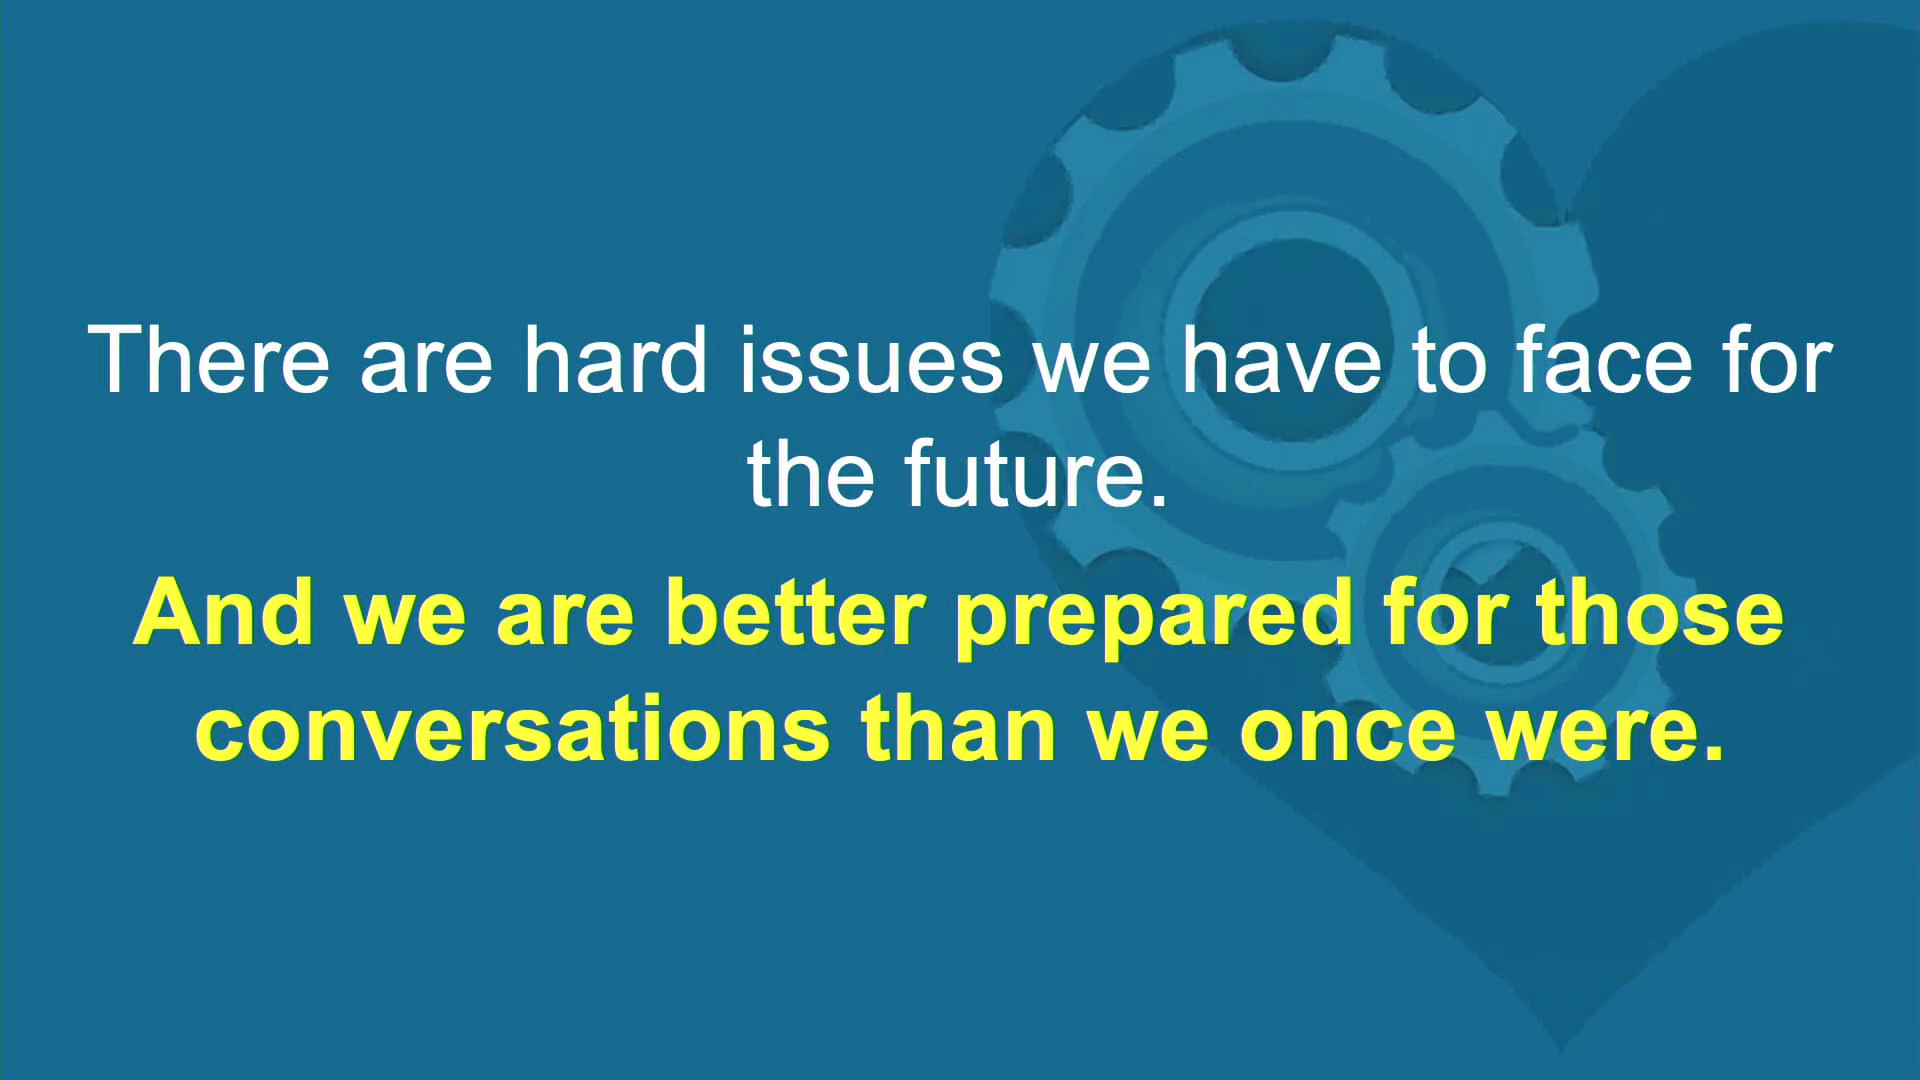 There are hard issues we have to face for
the future.
And we are better prepared for those
conversations than we once were.